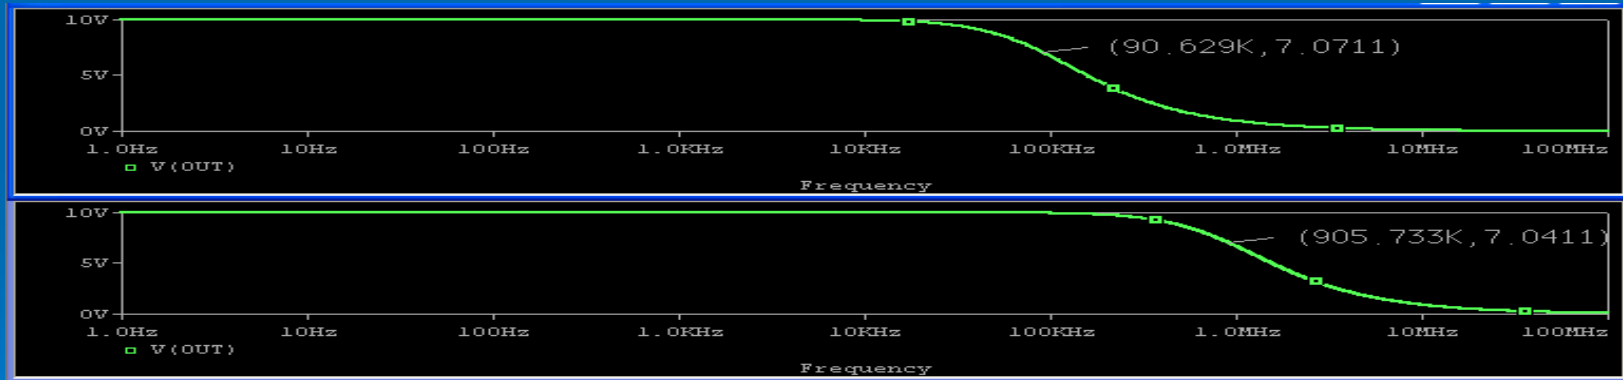 10V
(90.629K,7.0711)
5V
0V
1.0Hz 10Hz 100Hz 1.0KHz 10KHz 100KHz 1.0MHz 10MHz 100MHz
V(OUT)
Frequency
10V
(905.733K,7.0411)
5V
0V
1.0Hz 10Hz 100Hz 1.0KHz 10KHz 100KHz 1.0MHz 10MHz 100MHz
V(OUT)
Frequency